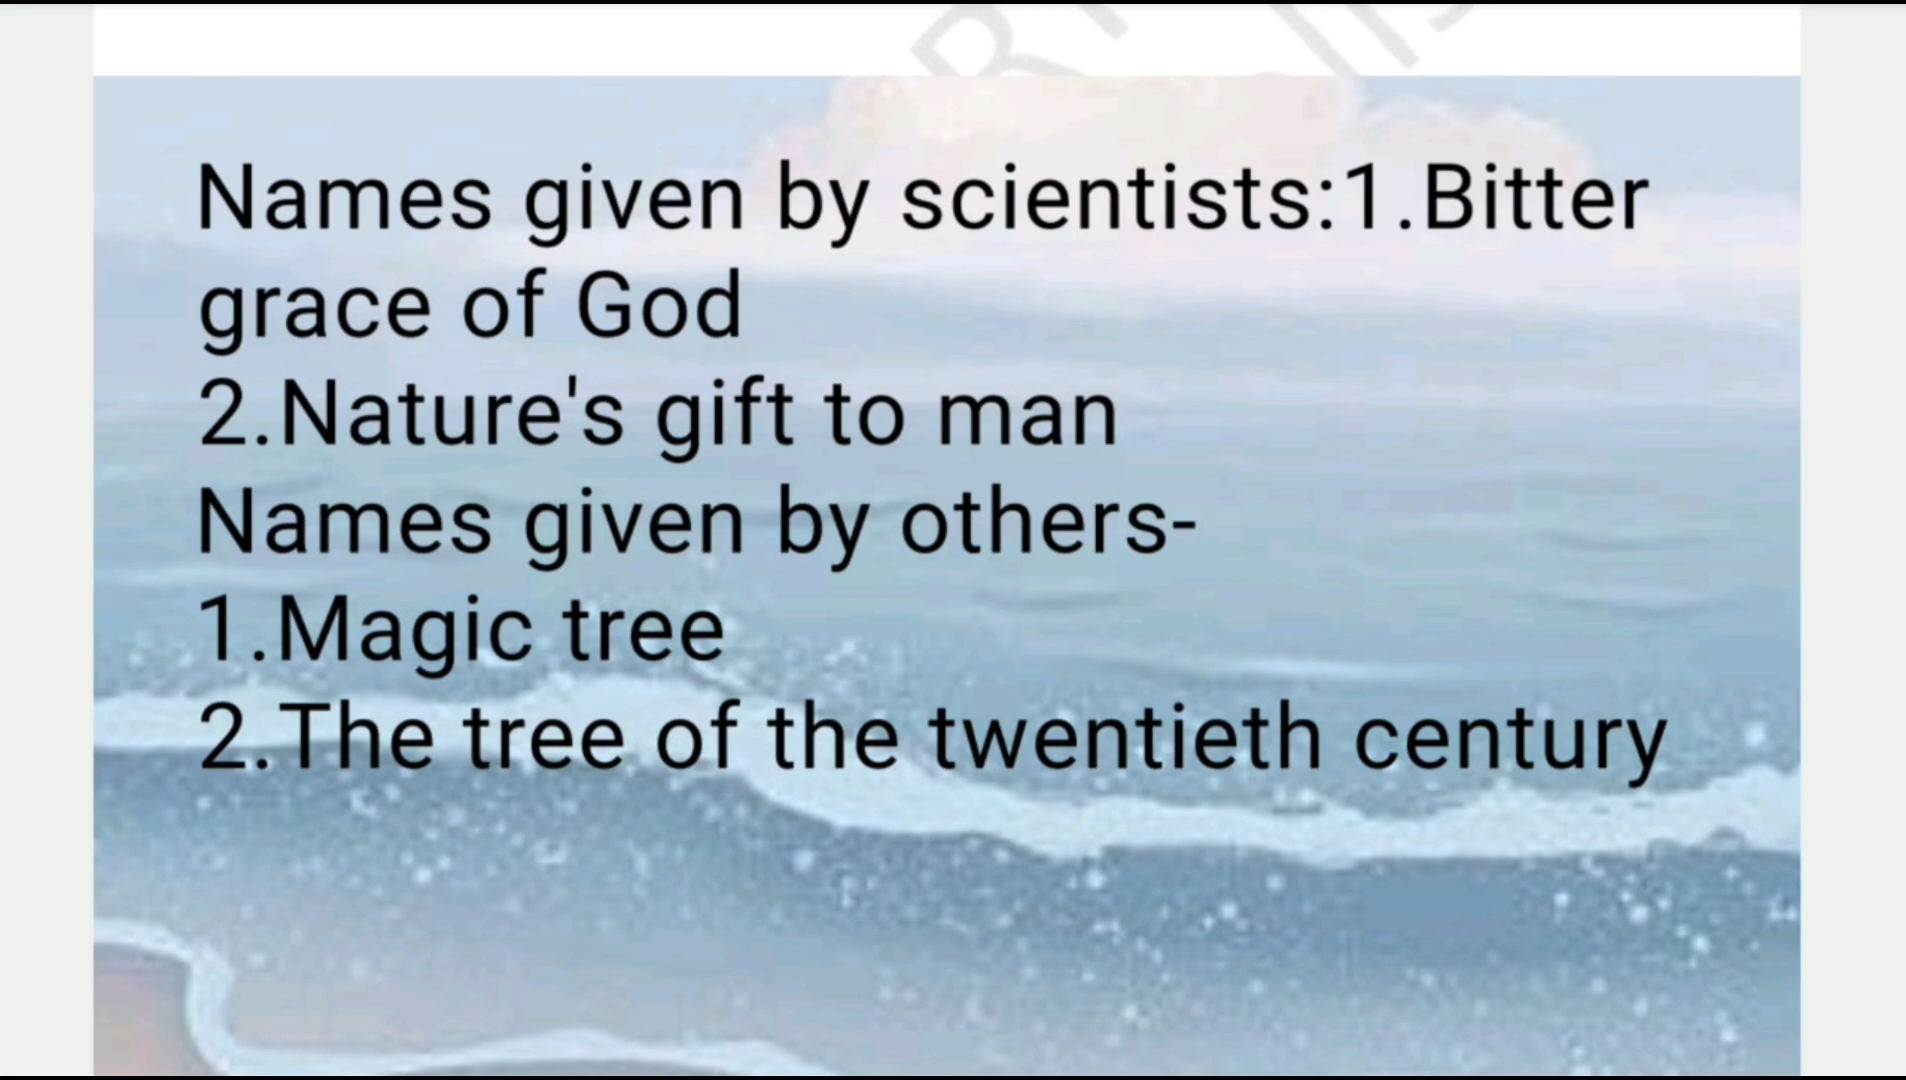 Names given by scientists:1.Bitter
grace of God
2.Nature's gift to man
Names given by others-
1.Magic tree
2.The tree of the twentieth century